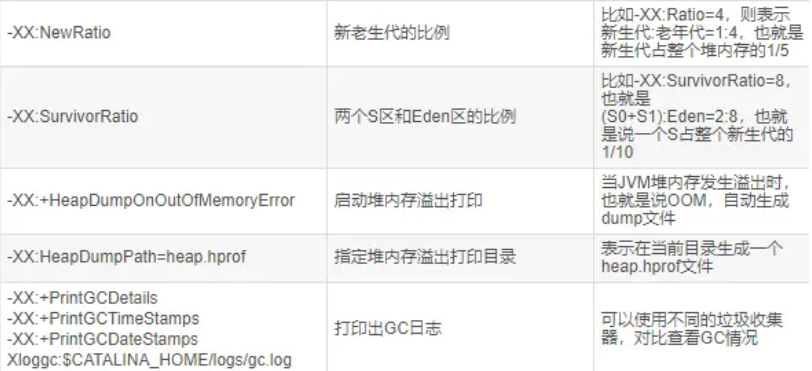 -XX:NewRatio
新老生代的比例
比如-XX:Ratio=4，则表示
新生代:老年代=1:4，也就是
新生代占整个堆内存的1/5
-XX:SurvivorRatio
两个S区和Eden区的比例
比如-XX:SurvivorRatio=8，
也就是
(S0+S1):Eden=2:8，也就
是说一个S占整个新生代的
1/10
-XX:+HeapDumpOnOutOfMemoryError
启动堆内存溢出打印
当JVM堆内存发生溢出时，
也就是说OOM，自动生成
dump文件
-XX:HeapDumpPath=heap.hprof
指定堆内存溢出打印目录
表示在当前目录生成一个
heap.hprof文件
-XX:+PrintGCDetails
-XX:+PrintGCTimeStamps
-XX:+PrintGCDateStamps
Xloggc:$CATALINA_HOME/logs/gc.log
打印出GC日志
可以使用不同的垃圾收集
器，对比查看GC情况